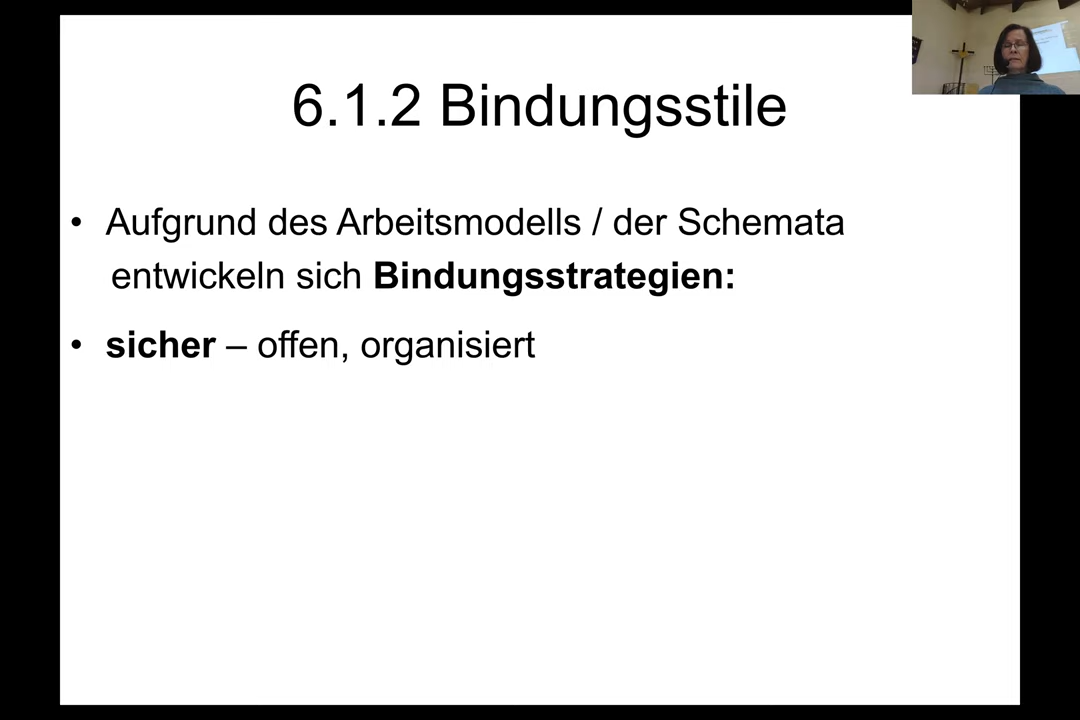 6.1.2 Bindungsstile
• Aufgrund des Arbeitsmodells / der Schemata
entwickeln sich Bindungsstrategien:
• sicher – offen, organisiert